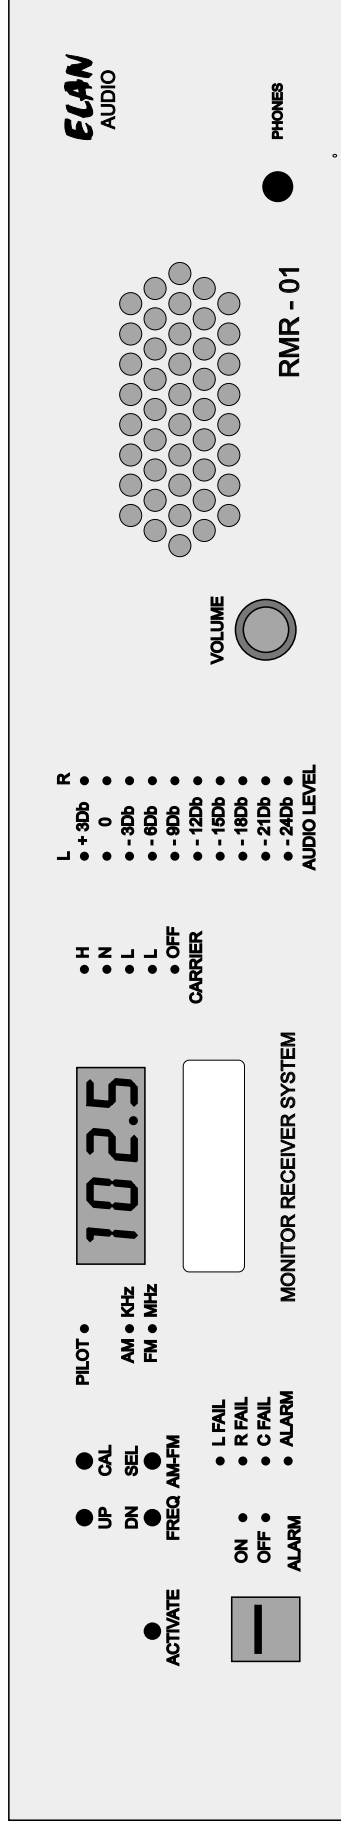 ACTIVATE
UP CAL
DN SEL
FREQ AM-FM
ON
OFF
ALARM
L FAIL
R FAIL
C FAIL
ALARM
PILOT
AM KHz
FM MHz
102.5
MONITOR RECEIVER SYSTEM
H
N
L
L
OFF
CARRIER
L R
+ 3Db
0
- 3Db
- 6Db
- 9Db
- 12Db
- 15Db
- 18Db
- 21Db
- 24Db
AUDIO LEVEL
VOLUME
RMR - 01
ELAN
AUDIO
PHONES